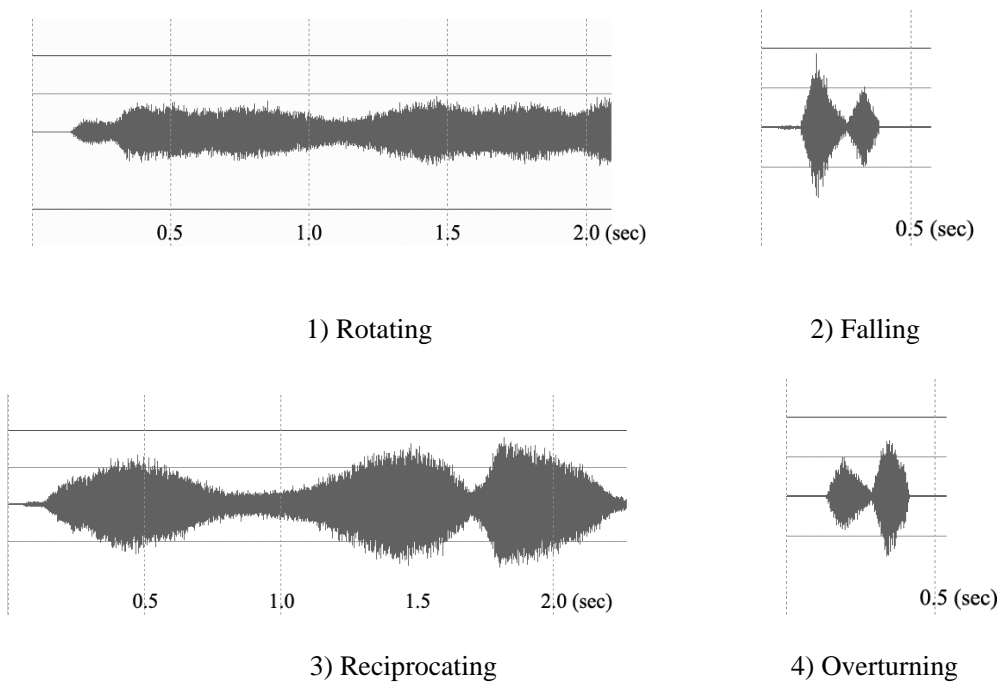 0.5 1.0 1.5 2.0 (sec)
0.5 (sec)
1) Rotating
2) Falling
0.5 1.0 1.5 2.0 (sec)
0.5 (sec)
3) Reciprocating
4) Overturning